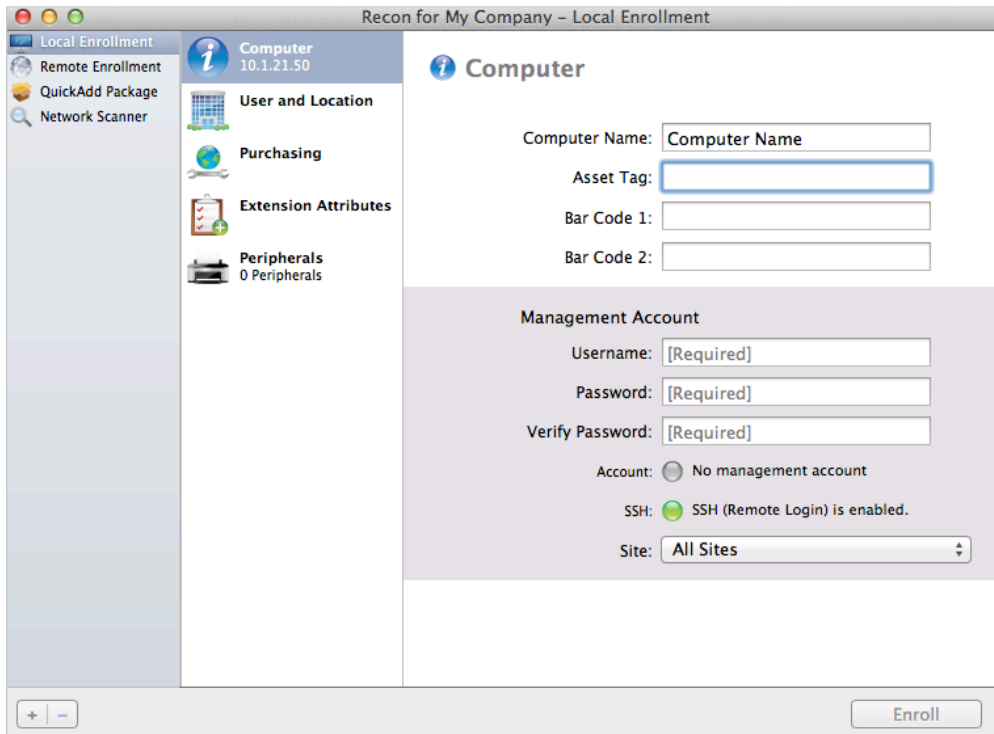 Recon for My Company – Local Enrollment
Local Enrollment
Remote Enrollment
QuickAdd Package
Network Scanner
Computer
10.1.21.50
User and Location
Purchasing
Extension Attributes
Peripherals
0 Peripherals
Computer
Computer Name: Computer Name
Asset Tag:
Bar Code 1:
Bar Code 2:
Management Account
Username: [Required]
Password: [Required]
Verify Password: [Required]
Account: No management account
SSH: SSH (Remote Login) is enabled.
Site: All Sites
+ −
Enroll